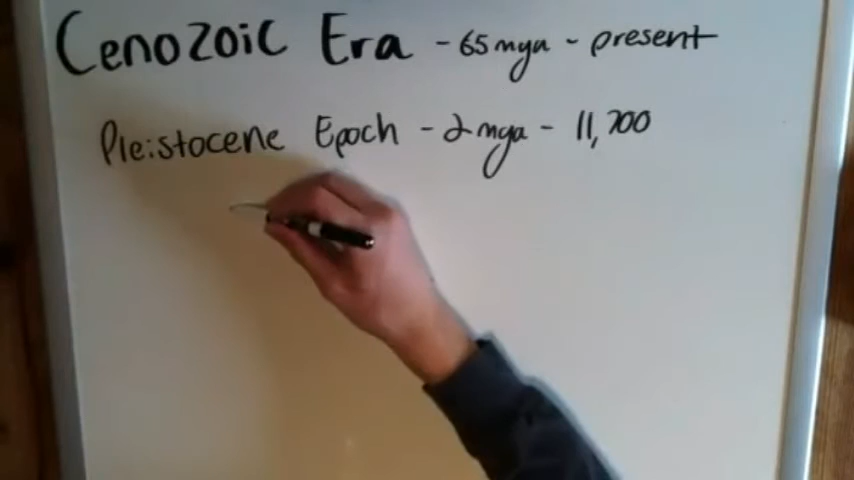 Cenozoic Era - 65 mya - present
Pleistocene Epoch - 2 mya - 11,700